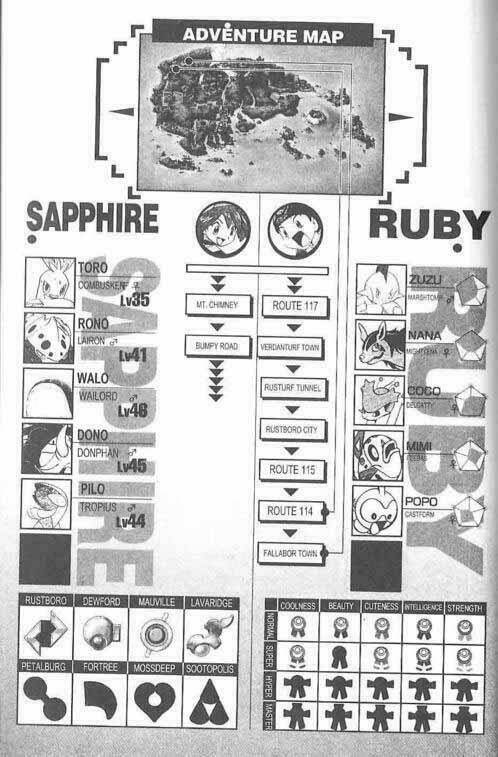 ADVENTURE MAP
SAPPHIRE
SAPPHIRE
TORO
COMBUSKEN ♀
Lv35
RONO
LAIRON ♂
Lv41
WALO
WAILORD ♂
Lv46
DONO
DONPHAN ♂
Lv45
PILO
TROPIUS ♂
Lv44
MT. CHIMNEY
BUMPY ROAD
ROUTE 117
VERDANTURF TOWN
RUSTURF TUNNEL
RUSTBORO CITY
ROUTE 115
ROUTE 114
FALLABOR TOWN
RUBY
RUBY
ZUZU
MARSHTOMP ♂
NANA
MIGHTYENA ♀
COCO
DELCATTY ♀
MIMI
FEEBAS ♀
POPO
CASTFORM ♂
RUSTBORO DEWFORD MAUVILLE LAVARIDGE
PETALBURG FORTREE MOSSDEEP SOOTOPOLIS
COOLNESS BEAUTY CUTENESS INTELLIGENCE STRENGTH
NORMAL
SUPER
HYPER
MASTER